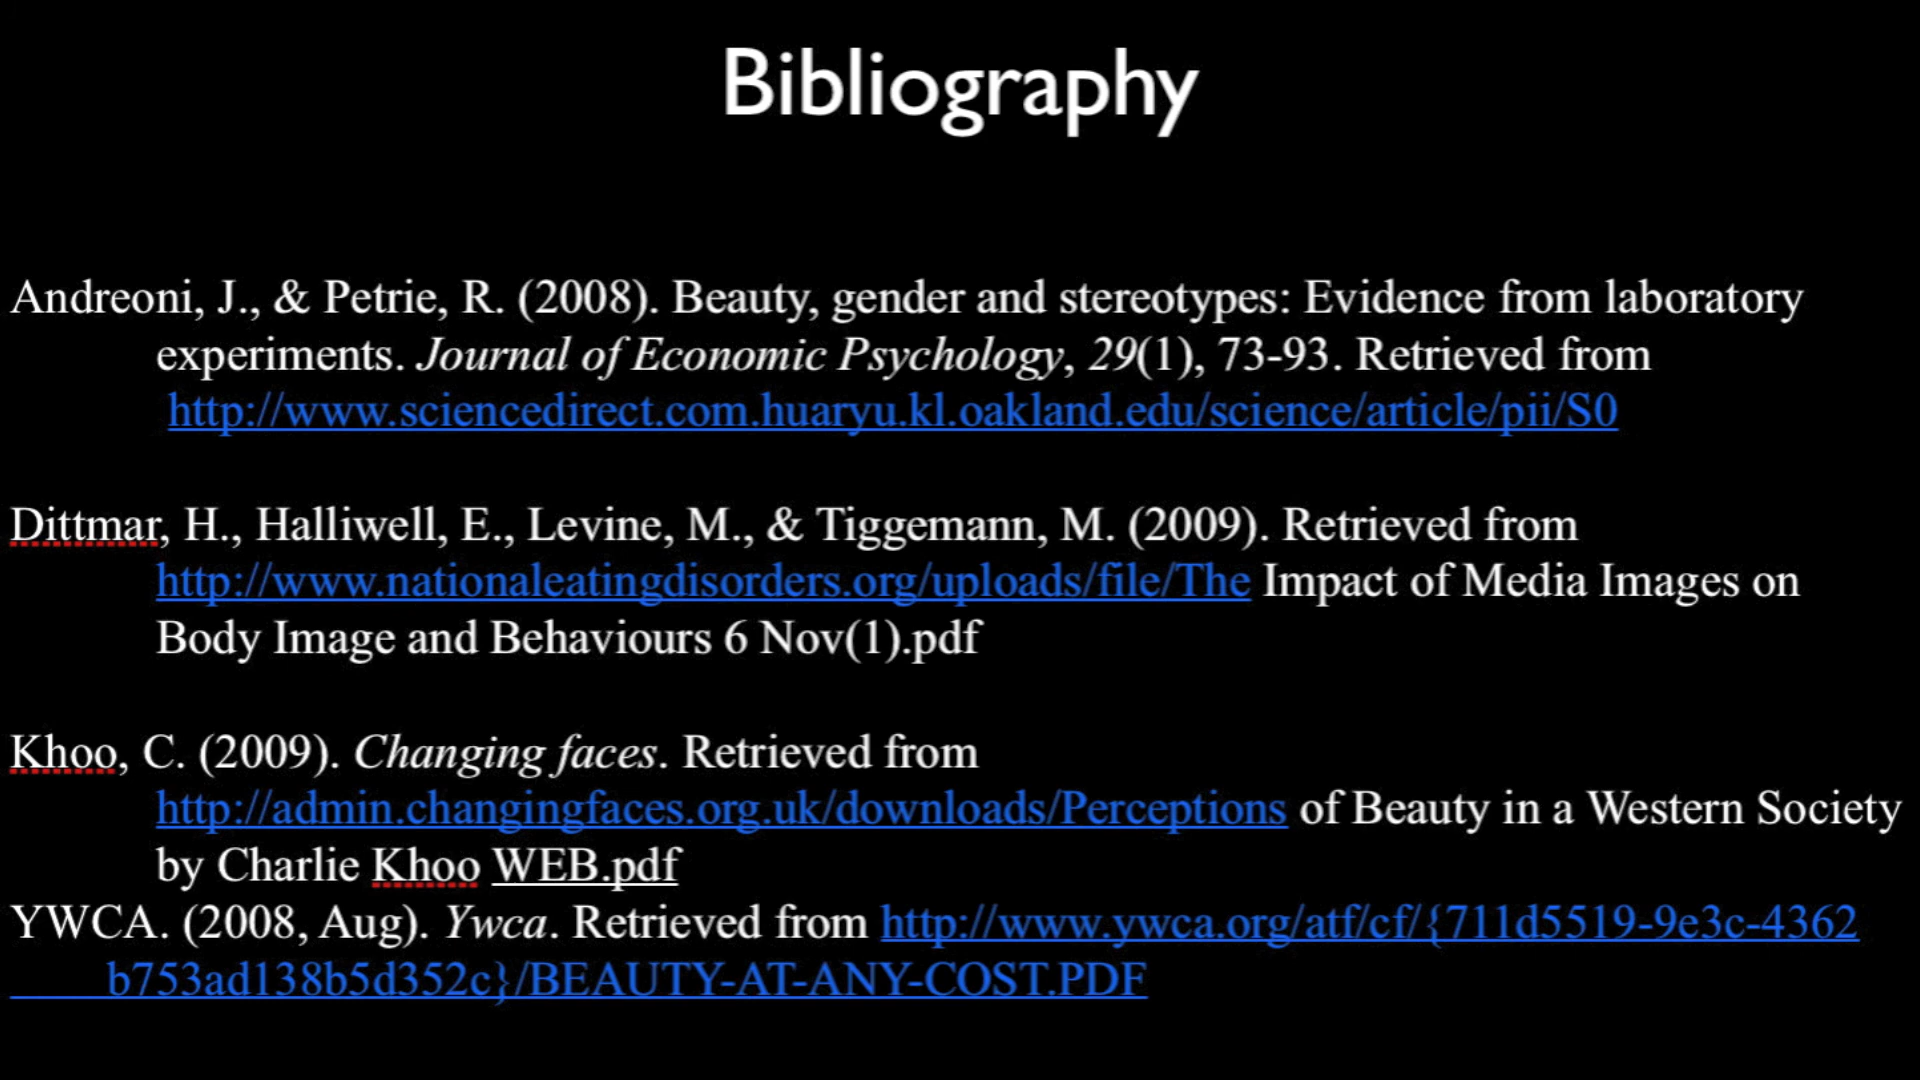 Bibliography
Andreoni, J., & Petrie, R. (2008). Beauty, gender and stereotypes: Evidence from laboratory
experiments. Journal of Economic Psychology, 29(1), 73-93. Retrieved from
http://www.sciencedirect.com.huaryu.kl.oakland.edu/science/article/pii/S0
Dittmar, H., Halliwell, E., Levine, M., & Tiggemann, M. (2009). Retrieved from
http://www.nationaleatingdisorders.org/uploads/file/The Impact of Media Images on
Body Image and Behaviours 6 Nov(1).pdf
Khoo, C. (2009). Changing faces. Retrieved from
http://admin.changingfaces.org.uk/downloads/Perceptions of Beauty in a Western Society
by Charlie Khoo WEB.pdf
YWCA. (2008, Aug). Ywca. Retrieved from http://www.ywca.org/atf/cf/{711d5519-9e3c-4362
b753ad138b5d352c}/BEAUTY-AT-ANY-COST.PDF